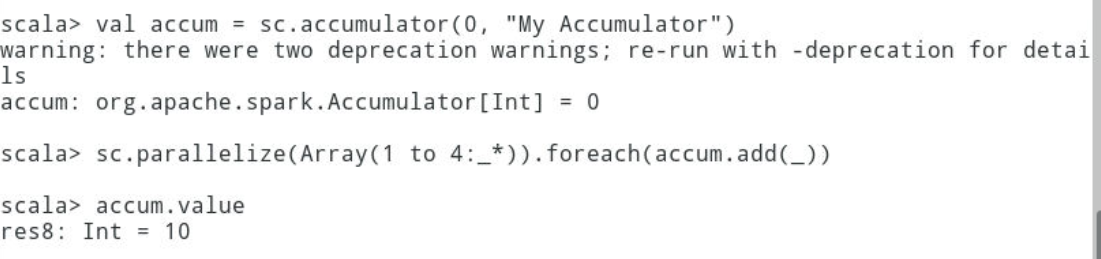 scala> val accum = sc.accumulator(0, "My Accumulator")
warning: there were two deprecation warnings; re-run with -deprecation for detai
ls
accum: org.apache.spark.Accumulator[Int] = 0
scala> sc.parallelize(Array(1 to 4:_*)).foreach(accum.add(_))
scala> accum.value
res8: Int = 10